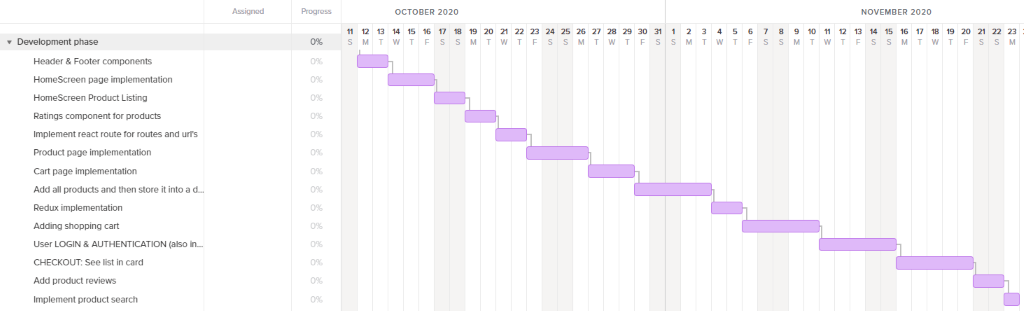 Assigned Progress OCTOBER 2020 NOVEMBER 2020
11 12 13 14 15 16 17 18 19 20 21 22 23 24 25 26 27 28 29 30 31 1 2 3 4 5 6 7 8 9 10 11 12 13 14 15 16 17 18 19 20 21 22 23
Development phase 0% S M T W T F S S M T W T F S S M T W T F S S M T W T F S S M T W T F S S M T W T F S S M
Header & Footer components 0%
HomeScreen page implementation 0%
HomeScreen Product Listing 0%
Ratings component for products 0%
Implement react route for routes and url's 0%
Product page implementation 0%
Cart page implementation 0%
Add all products and then store it into a d... 0%
Redux implementation 0%
Adding shopping cart 0%
User LOGIN & AUTHENTICATION (also in... 0%
CHECKOUT: See list in card 0%
Add product reviews 0%
Implement product search 0%